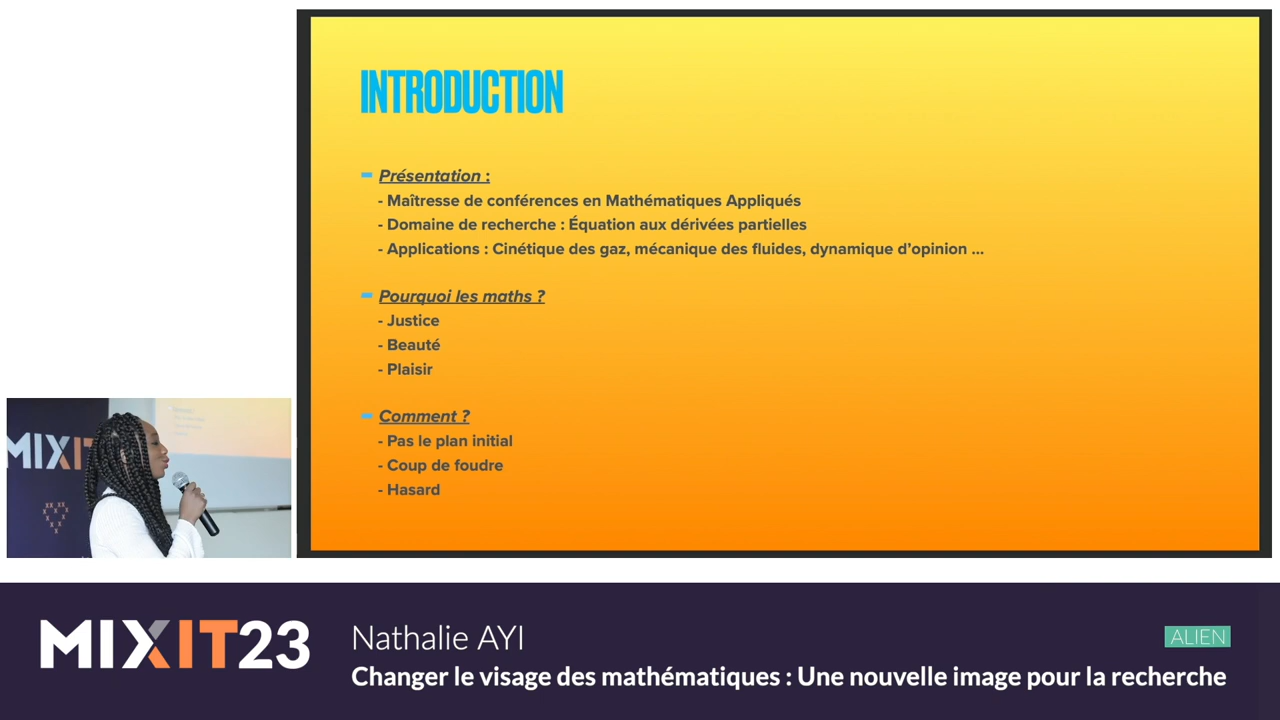 INTRODUCTION
Présentation :
- Maîtresse de conférences en Mathématiques Appliqués
- Domaine de recherche : Équation aux dérivées partielles
- Applications : Cinétique des gaz, mécanique des fluides, dynamique d'opinion ...
Pourquoi les maths ?
- Justice
- Beauté
- Plaisir
Comment ?
- Pas le plan initial
- Coup de foudre
- Hasard
MIXIT
MIXIT23
Nathalie AYI
ALIEN
Changer le visage des mathématiques : Une nouvelle image pour la recherche